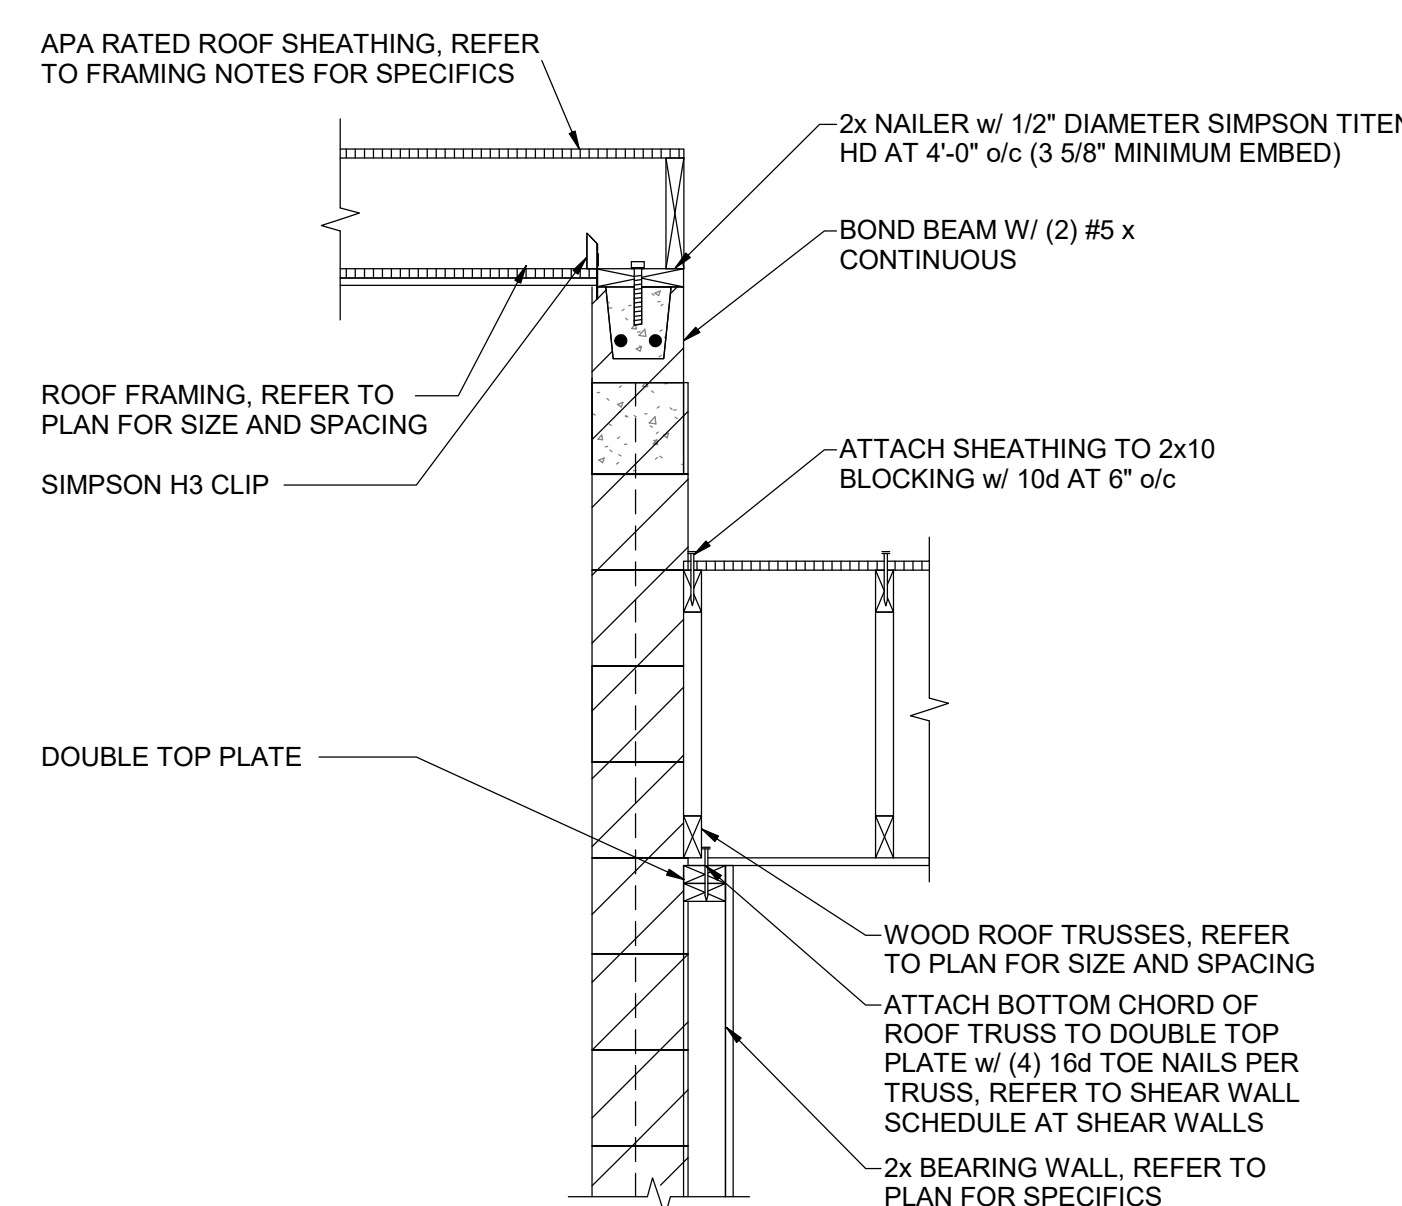 APA RATED ROOF SHEATHING, REFER
TO FRAMING NOTES FOR SPECIFICS
2x NAILER w/ 1/2" DIAMETER SIMPSON TITEN
HD AT 4'-0" o/c (3 5/8" MINIMUM EMBED)
BOND BEAM W/ (2) #5 x
CONTINUOUS
ROOF FRAMING, REFER TO
PLAN FOR SIZE AND SPACING
SIMPSON H3 CLIP
ATTACH SHEATHING TO 2x10
BLOCKING w/ 10d AT 6" o/c
DOUBLE TOP PLATE
WOOD ROOF TRUSSES, REFER
TO PLAN FOR SIZE AND SPACING
ATTACH BOTTOM CHORD OF
ROOF TRUSS TO DOUBLE TOP
PLATE w/ (4) 16d TOE NAILS PER
TRUSS, REFER TO SHEAR WALL
SCHEDULE AT SHEAR WALLS
2x BEARING WALL, REFER TO
PLAN FOR SPECIFICS